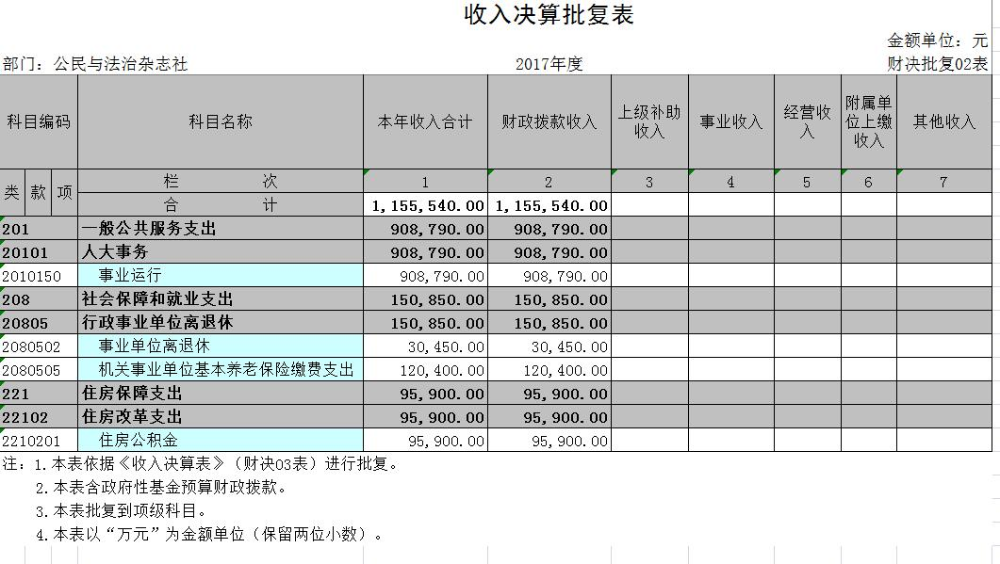 收入决算批复表
金额单位：元
部门：公民与法治杂志社 2017年度 财决批复02表
科目编码 科目名称 本年收入合计 财政拨款收入 上级补助收入 事业收入 经营收入 附属单位上缴收入 其他收入
类 款 项 栏 次 1 2 3 4 5 6 7
合 计 1,155,540.00 1,155,540.00
201 一般公共服务支出 908,790.00 908,790.00
20101 人大事务 908,790.00 908,790.00
2010150 事业运行 908,790.00 908,790.00
208 社会保障和就业支出 150,850.00 150,850.00
20805 行政事业单位离退休 150,850.00 150,850.00
2080502 事业单位离退休 30,450.00 30,450.00
2080505 机关事业单位基本养老保险缴费支出 120,400.00 120,400.00
221 住房保障支出 95,900.00 95,900.00
22102 住房改革支出 95,900.00 95,900.00
2210201 住房公积金 95,900.00 95,900.00
注：1.本表依据《收入决算表》（财决03表）进行批复。
2.本表含政府性基金预算财政拨款。
3.本表批复到项级科目。
4.本表以“万元”为金额单位（保留两位小数）。